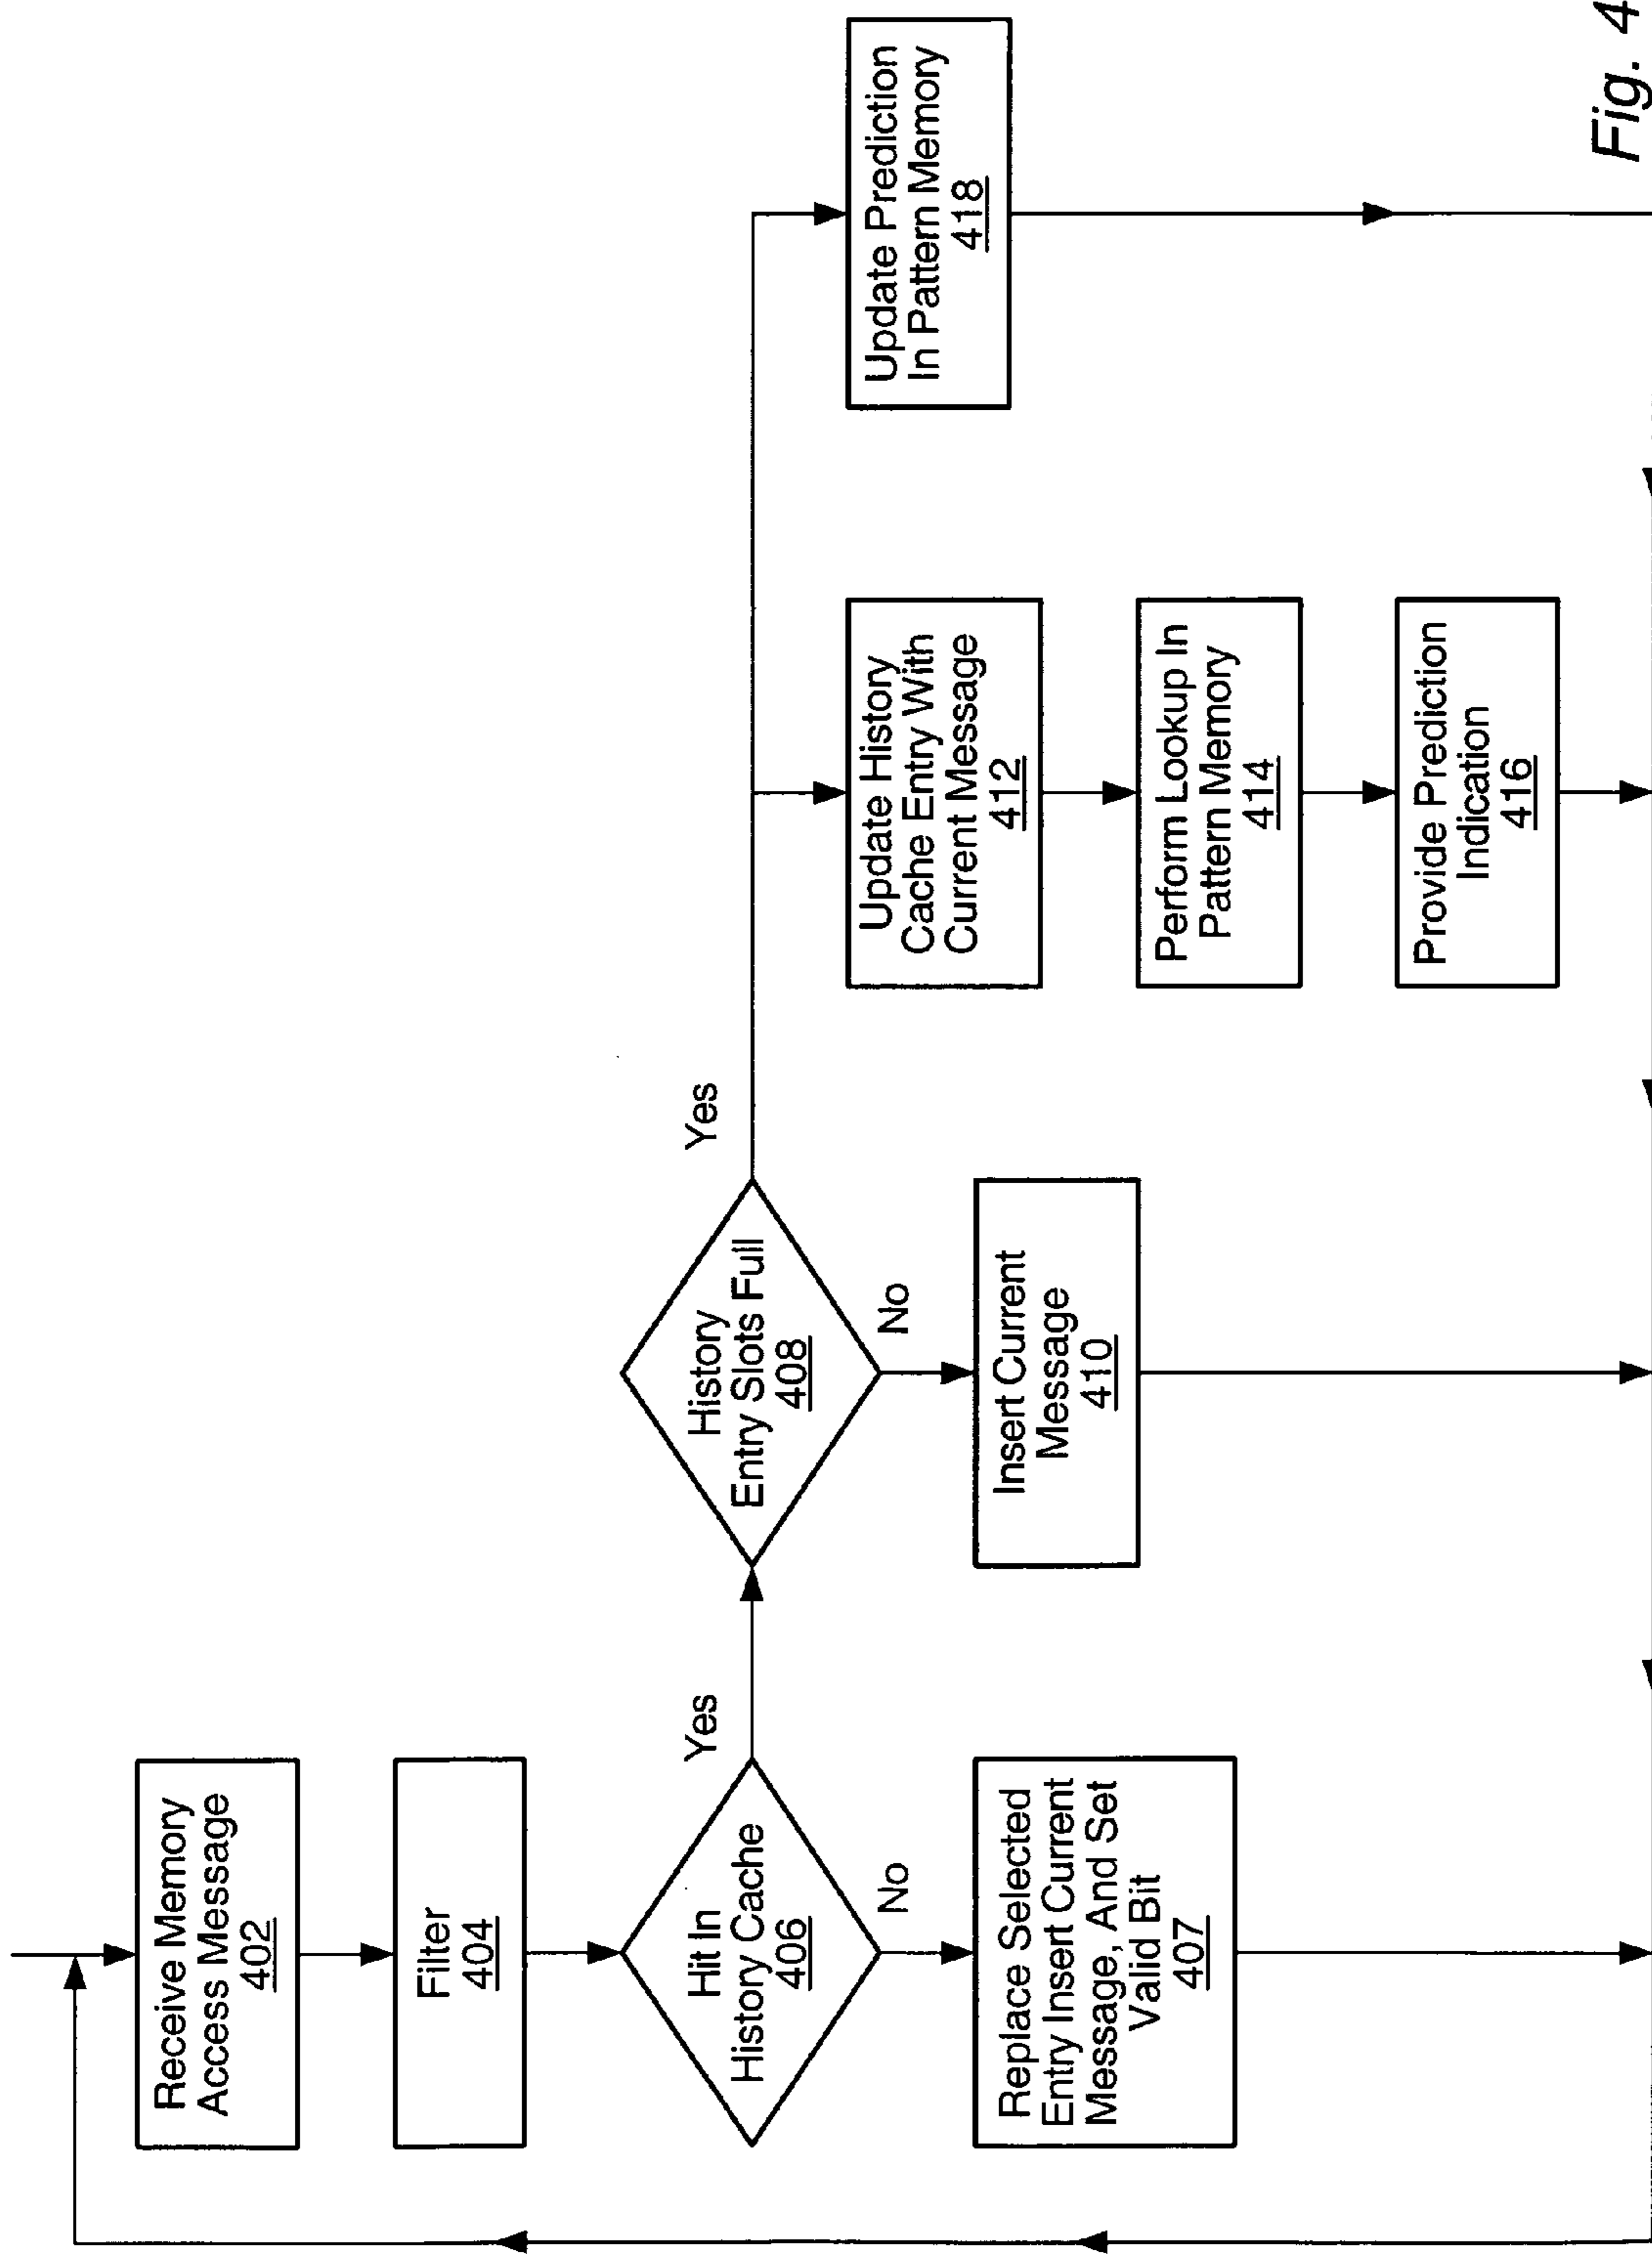 Receive Memory
Access Message
402
Filter
404
Hit In
History Cache
406
Yes
No
Replace Selected
Entry Insert Current
Message, And Set
Valid Bit
407
History
Entry Slots Full
408
Yes
No
Insert Current
Message
410
Update History
Cache Entry With
Current Message
412
Perform Lookup In
Pattern Memory
414
Provide Prediction
Indication
416
Update Prediction
In Pattern Memory
418
Fig. 4